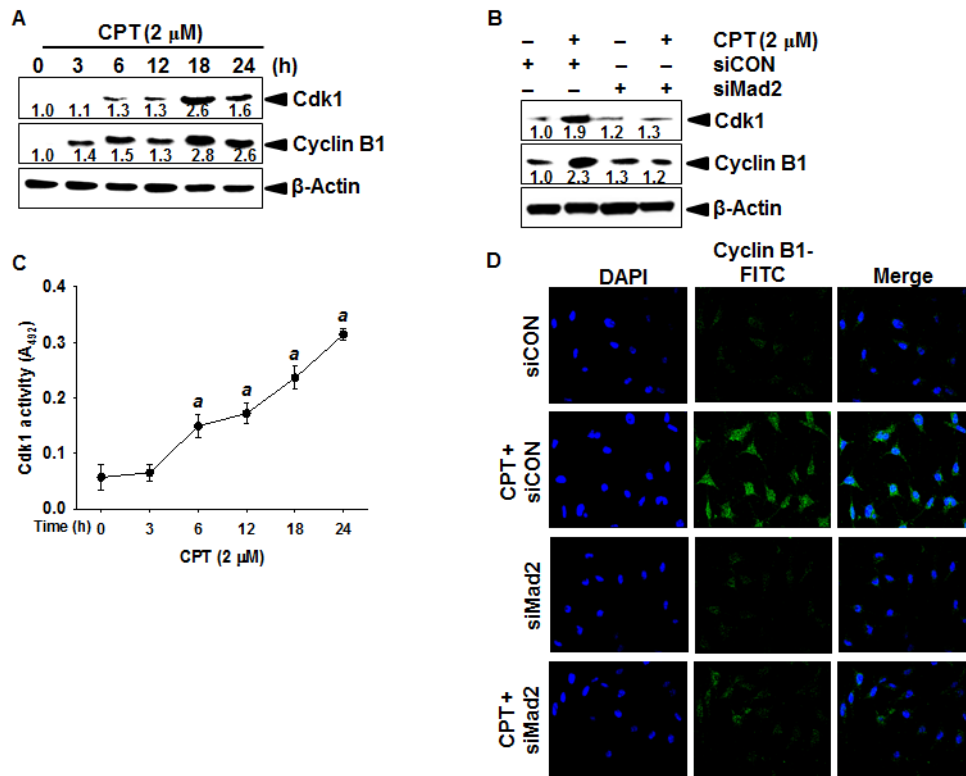 A
CPT (2 μM)
0 3 6 12 18 24 (h)
1.0 1.1 1.3 1.3 2.6 1.6
Cdk1
1.0 1.4 1.5 1.3 2.8 2.6
Cyclin B1
β-Actin
B
– + – + CPT (2 μM)
+ + – – siCON
– – + + siMad2
1.0 1.9 1.2 1.3
Cdk1
1.0 2.3 1.3 1.2
Cyclin B1
β-Actin
C
Cdk1 activity (A492)
0.4
0.3
0.2
0.1
0.0
a a a a
Time (h) 0 3 6 12 18 24
CPT (2 μM)
D
DAPI
Cyclin B1-
FITC
Merge
siCON
CPT +
siCON
siMad2
CPT +
siMad2